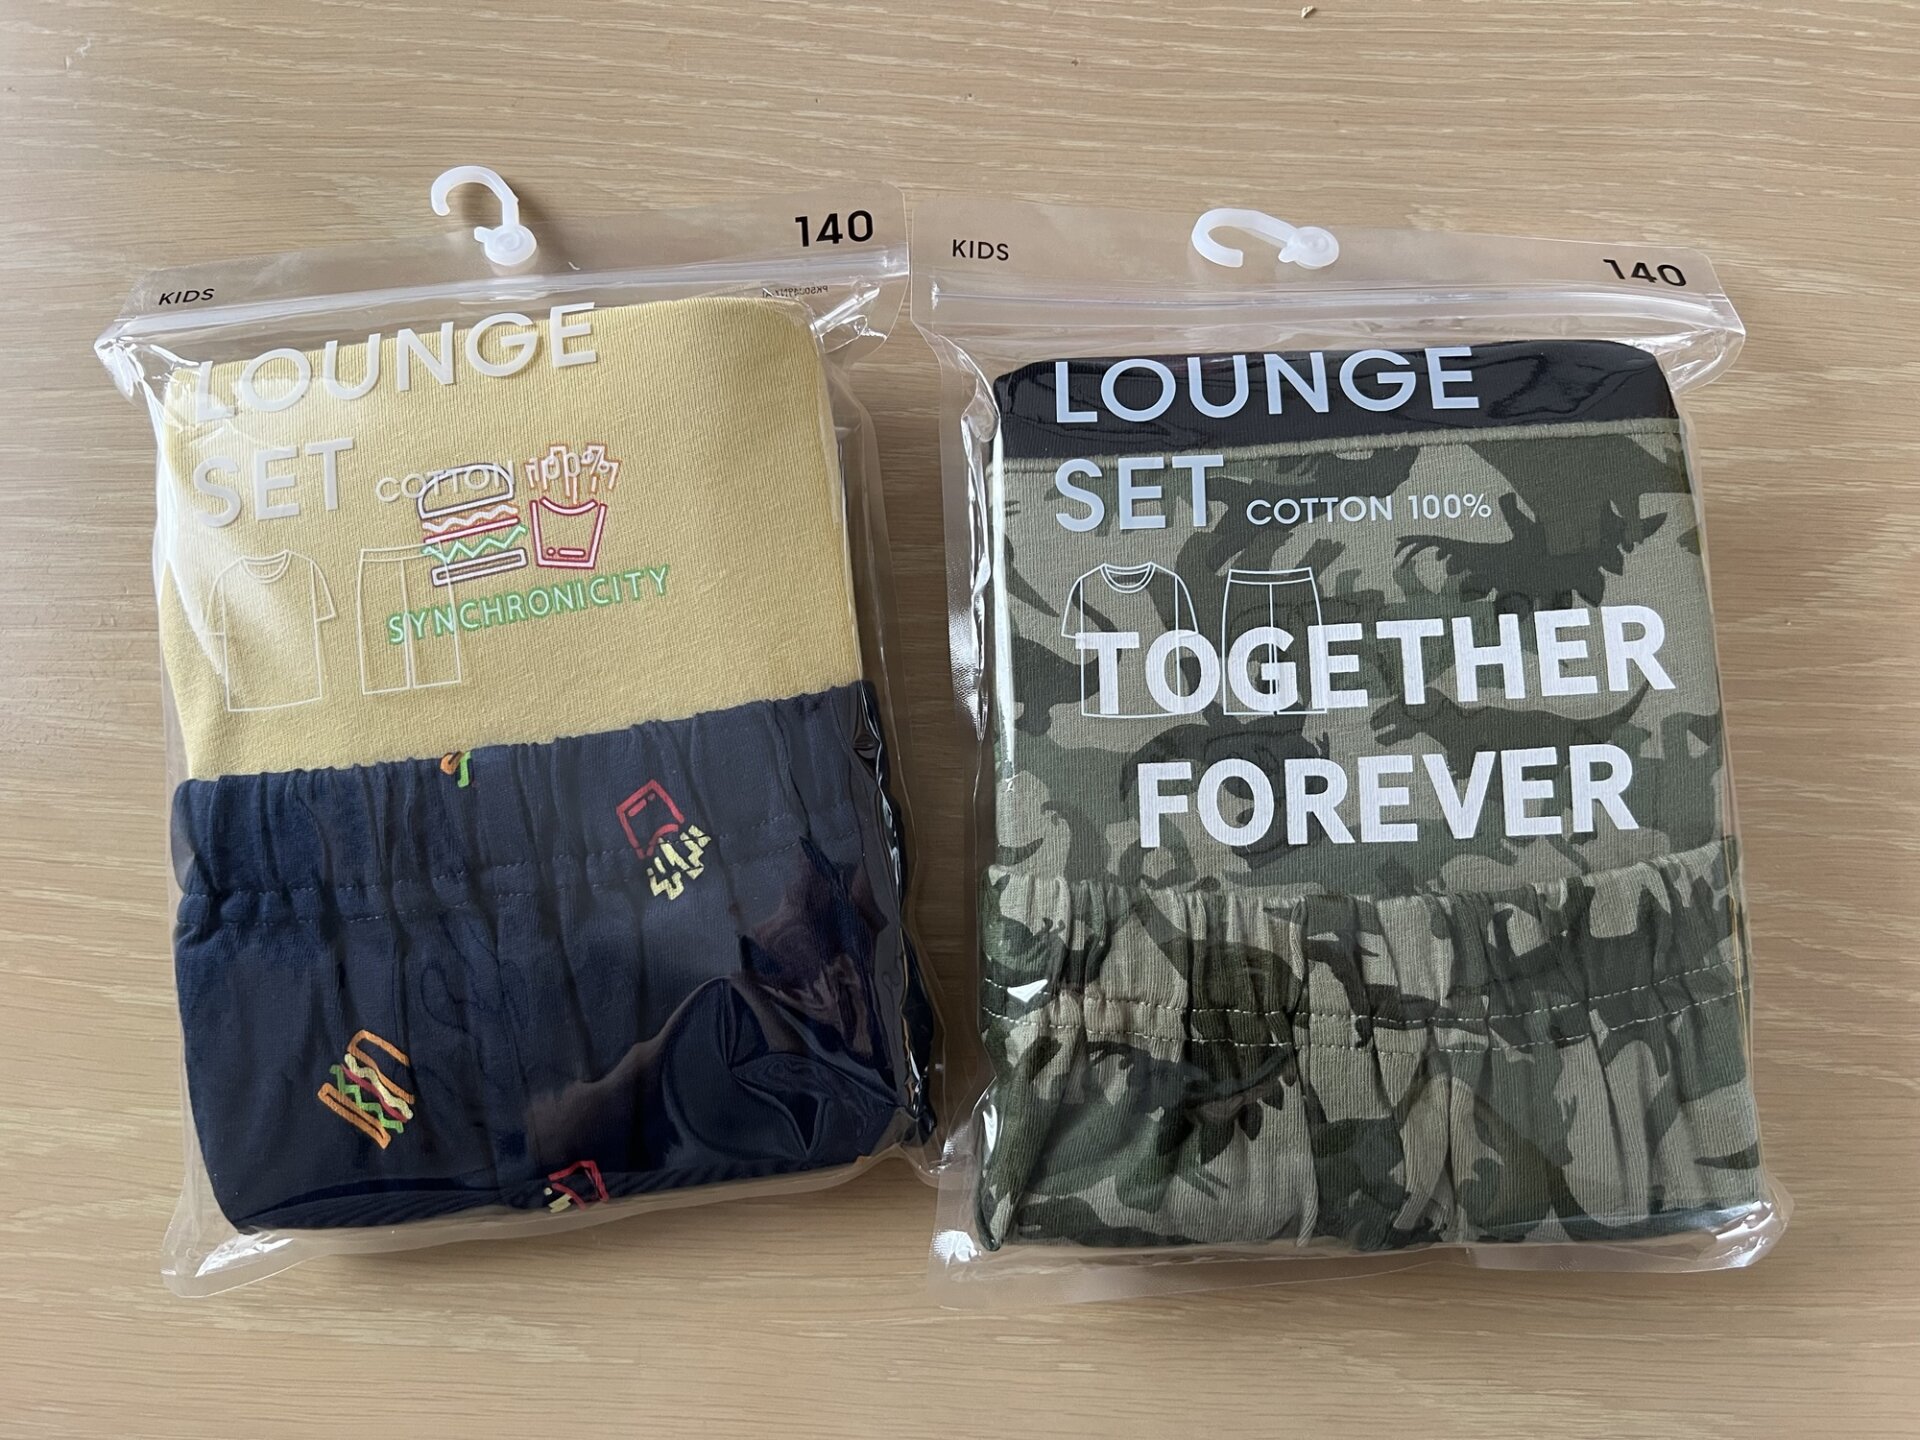 KIDS
140
LOUNGE
SET COTTON 100%
SYNCHRONICITY
KIDS
140
LOUNGE
SET COTTON 100%
TOGETHER
FOREVER